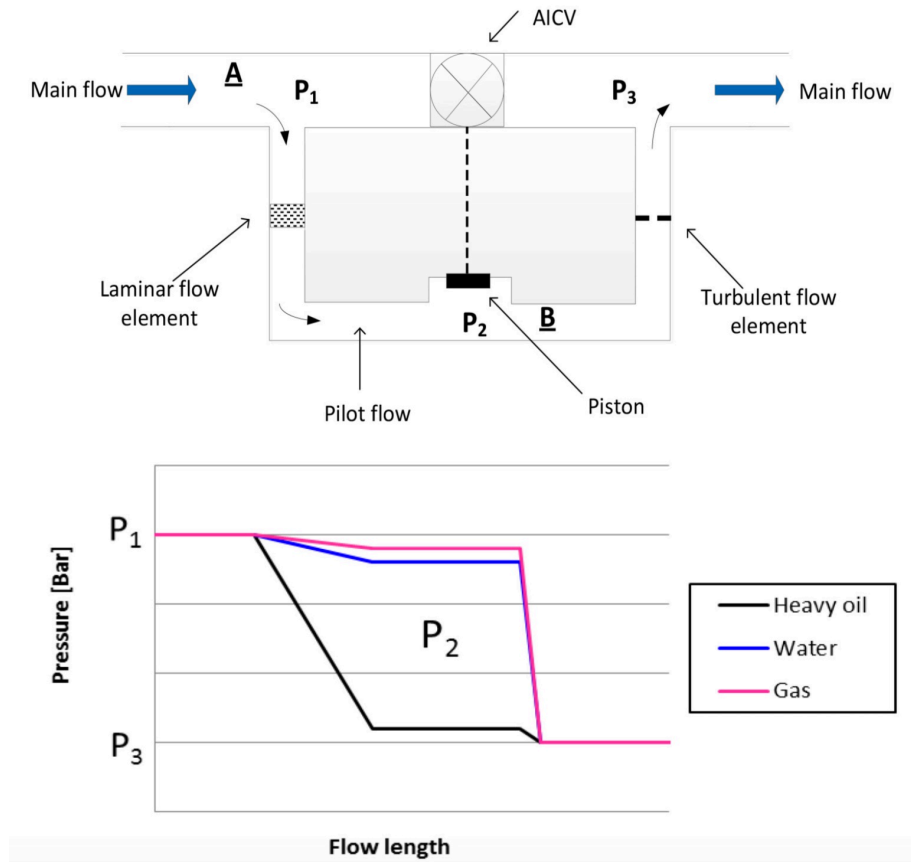 AICV
Main flow
A
P1
P3
Main flow
Laminar flow
element
P2
B
Turbulent flow
element
Pilot flow
Piston
P1
Pressure [Bar]
P2
P3
Heavy oil
Water
Gas
Flow length